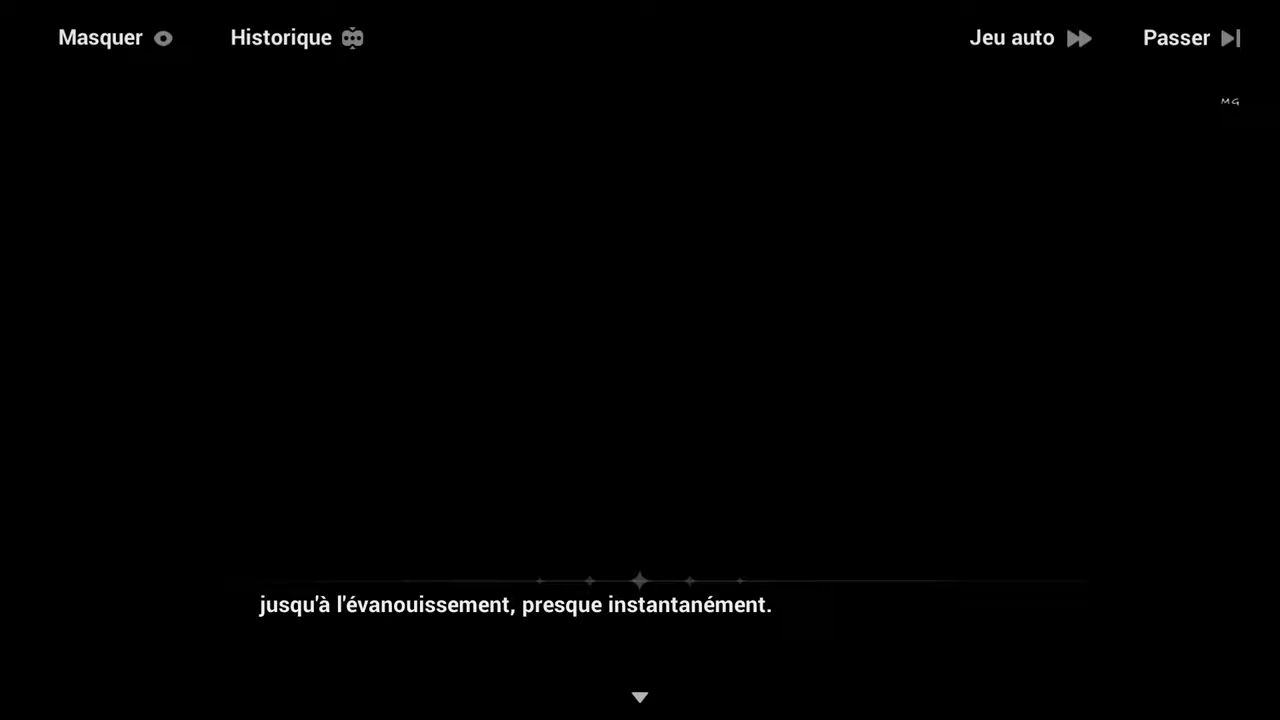 Masquer
Historique
Jeu auto
Passer
MG
jusqu'à l'évanouissement, presque instantanément.